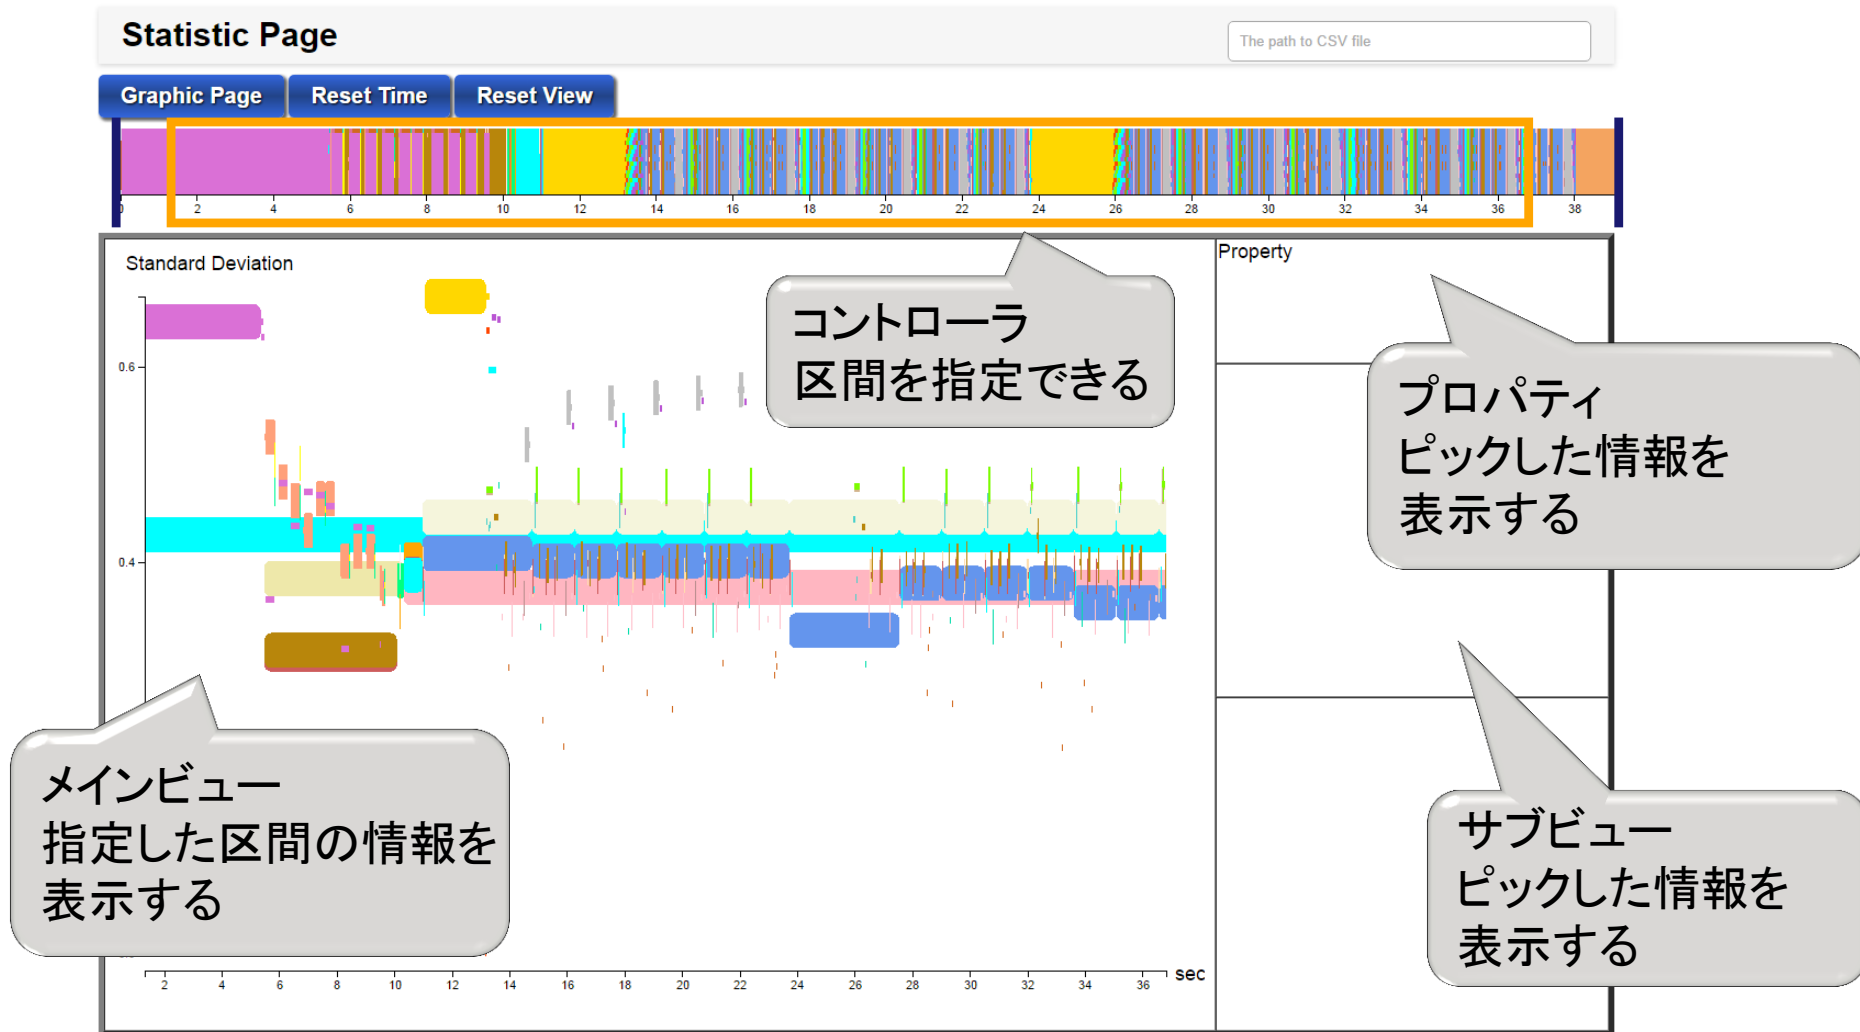 Statistic Page
The path to CSV file
Graphic Page Reset Time Reset View
2 4 6 8 10 12 14 16 18 20 22 24 26 28 30 32 34 36 38
Standard Deviation
Property
コントローラ
区間を指定できる
プロパティ
ピックした情報を
表示する
0.6
0.4
メインビュー
指定した区間の情報を
表示する
サブビュー
ピックした情報を
表示する
2 4 6 8 10 12 14 16 18 20 22 24 26 28 30 32 34 36 sec